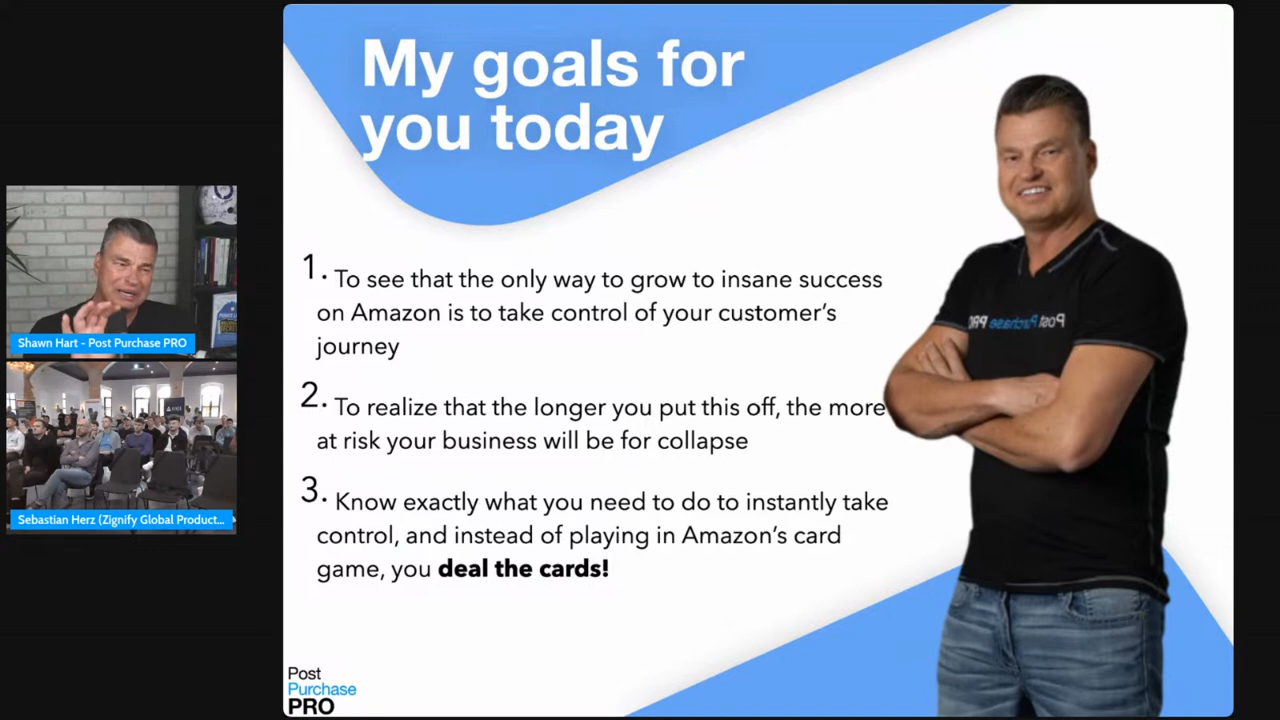 My goals for
you today
1. To see that the only way to grow to insane success
on Amazon is to take control of your customer’s
journey
2. To realize that the longer you put this off, the more
at risk your business will be for collapse
3. Know exactly what you need to do to instantly take
control, and instead of playing in Amazon’s card
game, you deal the cards!
Post Purchase PRO
Shawn Hart - Post Purchase PRO
Sebastian Herz (Zignify Global Product...
Post
Purchase
PRO